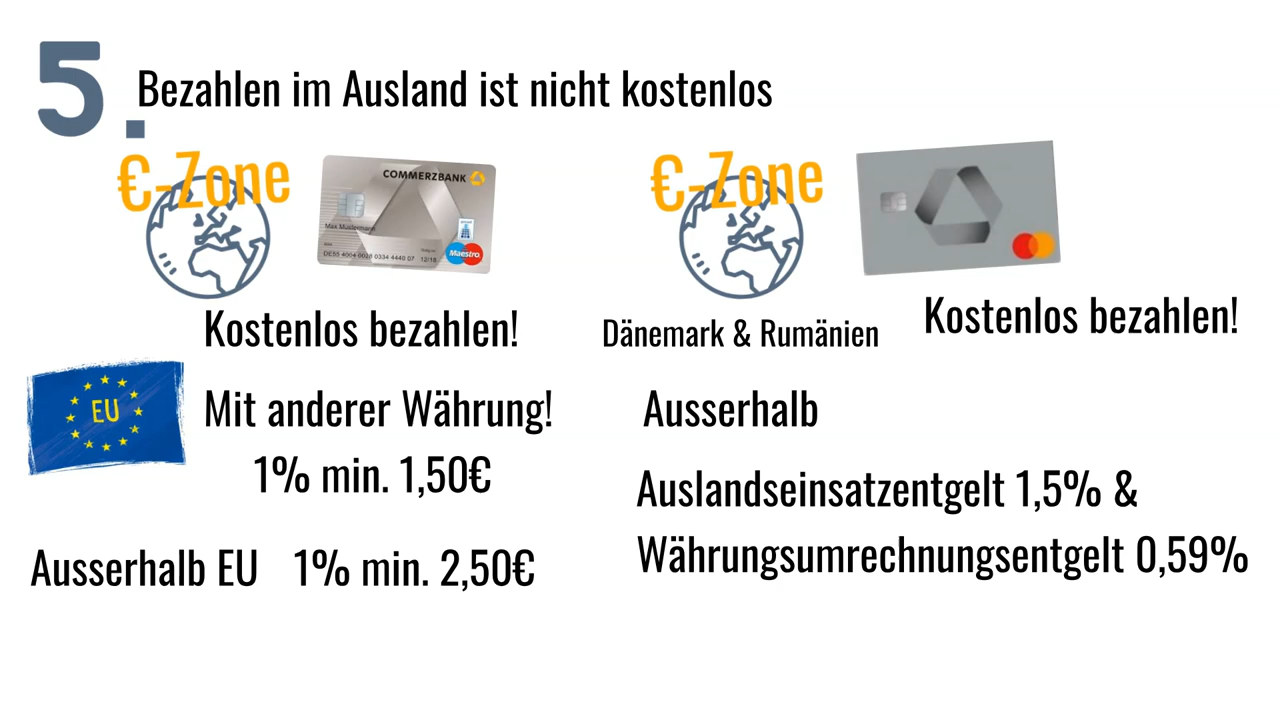 5.
Bezahlen im Ausland ist nicht kostenlos
€-Zone
COMMERZBANK
Max Mustermann
Maestro
Kostenlos bezahlen!
EU
Mit anderer Währung!
1% min. 1,50€
Ausserhalb EU 1% min. 2,50€
€-Zone
Dänemark & Rumänien
Kostenlos bezahlen!
Ausserhalb
Auslandseinsatzentgelt 1,5% &
Währungsumrechnungsentgelt 0,59%